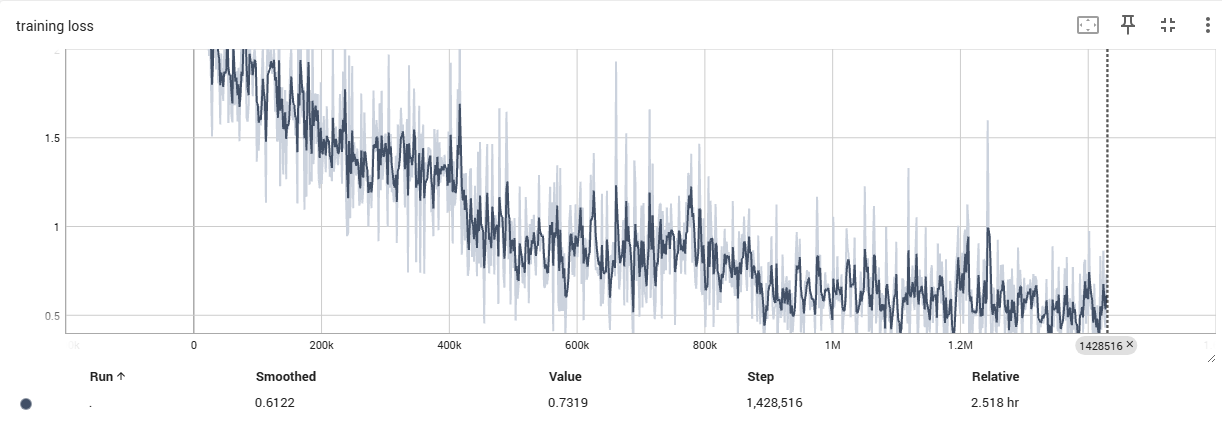 training loss
2
1.5
1
0.5
0 200k 400k 600k 800k 1M 1.2M 1428516 ×
Run ↑ Smoothed Value Step Relative
. 0.6122 0.7319 1,428,516 2.518 hr